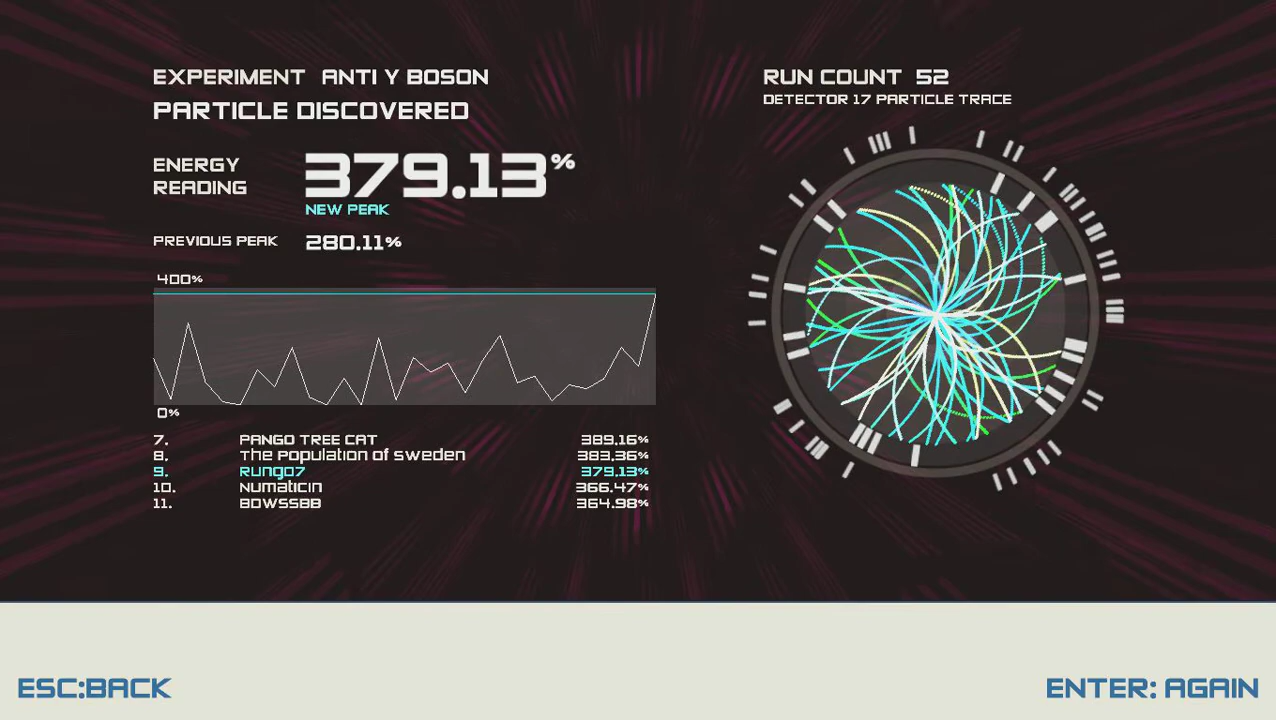 EXPERIMENT ANTI Y BOSON
PARTICLE DISCOVERED
ENERGY READING 379.13%
NEW PEAK
PREVIOUS PEAK 280.11%
400%
0%
7. PANGO TREE CAT 389.16%
8. The Population of sweden 383.36%
9. Rungo7 379.13%
10. Numaticin 366.47%
11. BDWSSBB 364.98%
RUN COUNT 52
DETECTOR 17 PARTICLE TRACE
ESC:BACK
ENTER: AGAIN